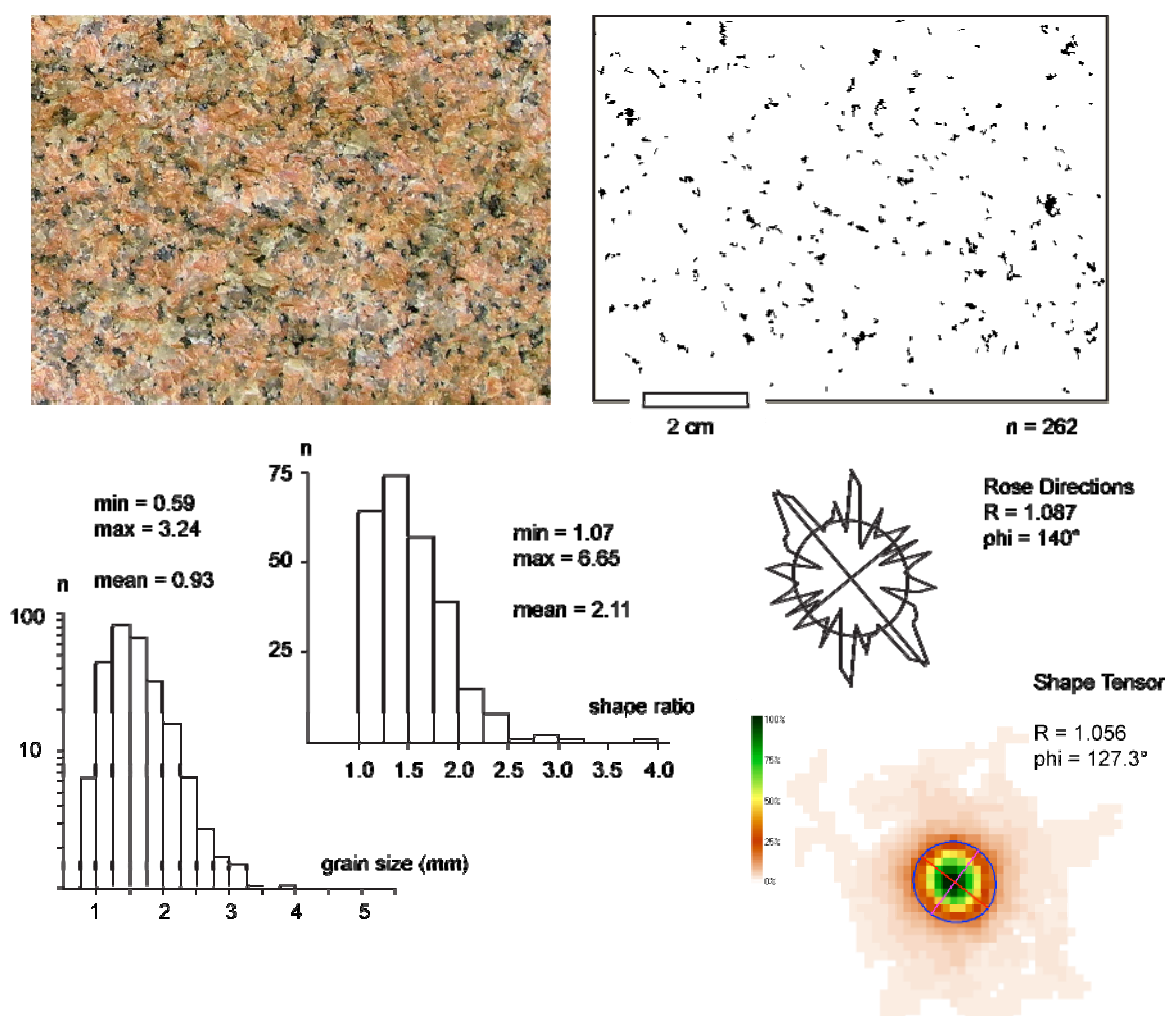 2 cm
n = 262
min = 0.59
max = 3.24
mean = 0.93
n
100
10
1
2
3
4
5
grain size (mm)
n
75
50
25
min = 1.07
max = 6.65
mean = 2.11
shape ratio
1.0
1.5
2.0
2.5
3.0
3.5
4.0
Rose Directions
R = 1.087
phi = 140°
Shape Tensor
R = 1.056
phi = 127.3°
100%
75%
50%
25%
0%